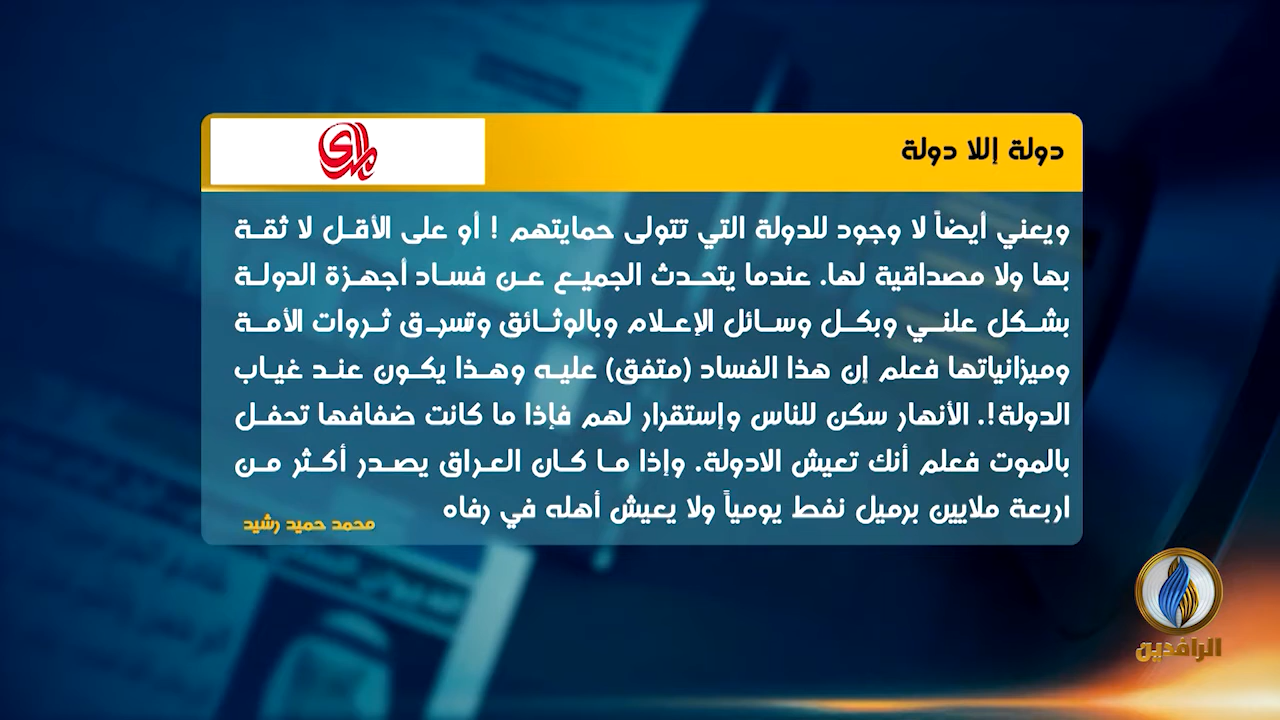 دولة إللا دولة
المدى
ويعني أيضاً لا وجود للدولة التي تتولى حمايتهم ! أو على الأقل لا ثقة
بها ولا مصداقية لها. عندما يتحدث الجميع عن فساد أجهزة الدولة
بشكل علني وبكل وسائل الإعلام وبالوثائق وتسرق ثروات الأمة
وميزانياتها فعلم إن هذا الفساد (متفق) عليه وهذا يكون عند غياب
الدولة!. الأنهار سكن للناس وإستقرار لهم فإذا ما كانت ضفافها تحفل
بالموت فعلم أنك تعيش الادولة. وإذا ما كان العراق يصدر أكثر من
اربعة ملايين برميل نفط يومياً ولا يعيش أهله في رفاه
محمد حميد رشيد
الرافدين